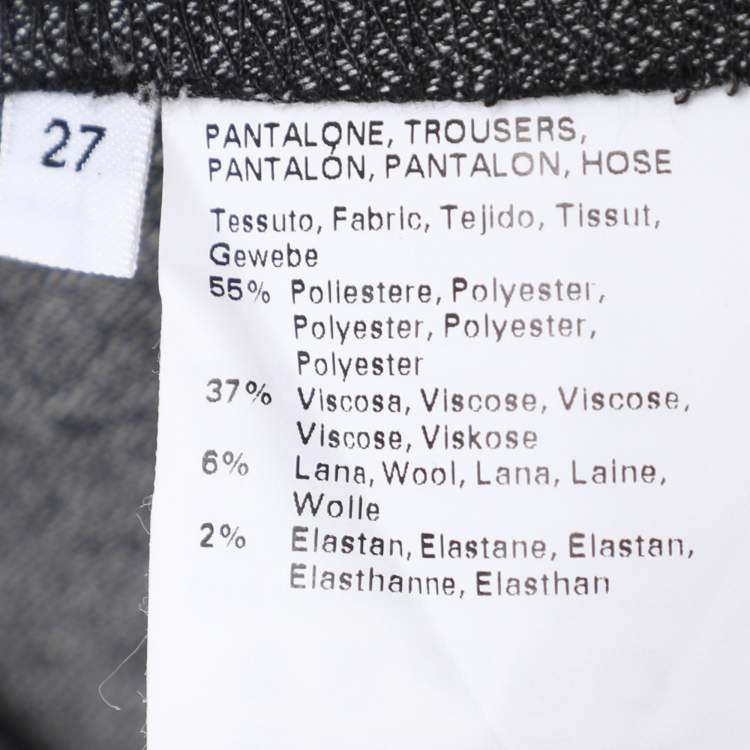 27
PANTALONE, TROUSERS,
PANTALÓN, PANTALON, HOSE
Tessuto, Fabric, Tejido, Tissut,
Gewebe
55% Poliestere, Polyester,
Polyester, Polyester,
Polyester
37% Viscosa, Viscose, Viscose,
Viscose, Viskose
6% Lana, Wool, Lana, Laine,
Wolle
2% Elastan, Elastane, Elastan,
Elasthanne, Elasthan